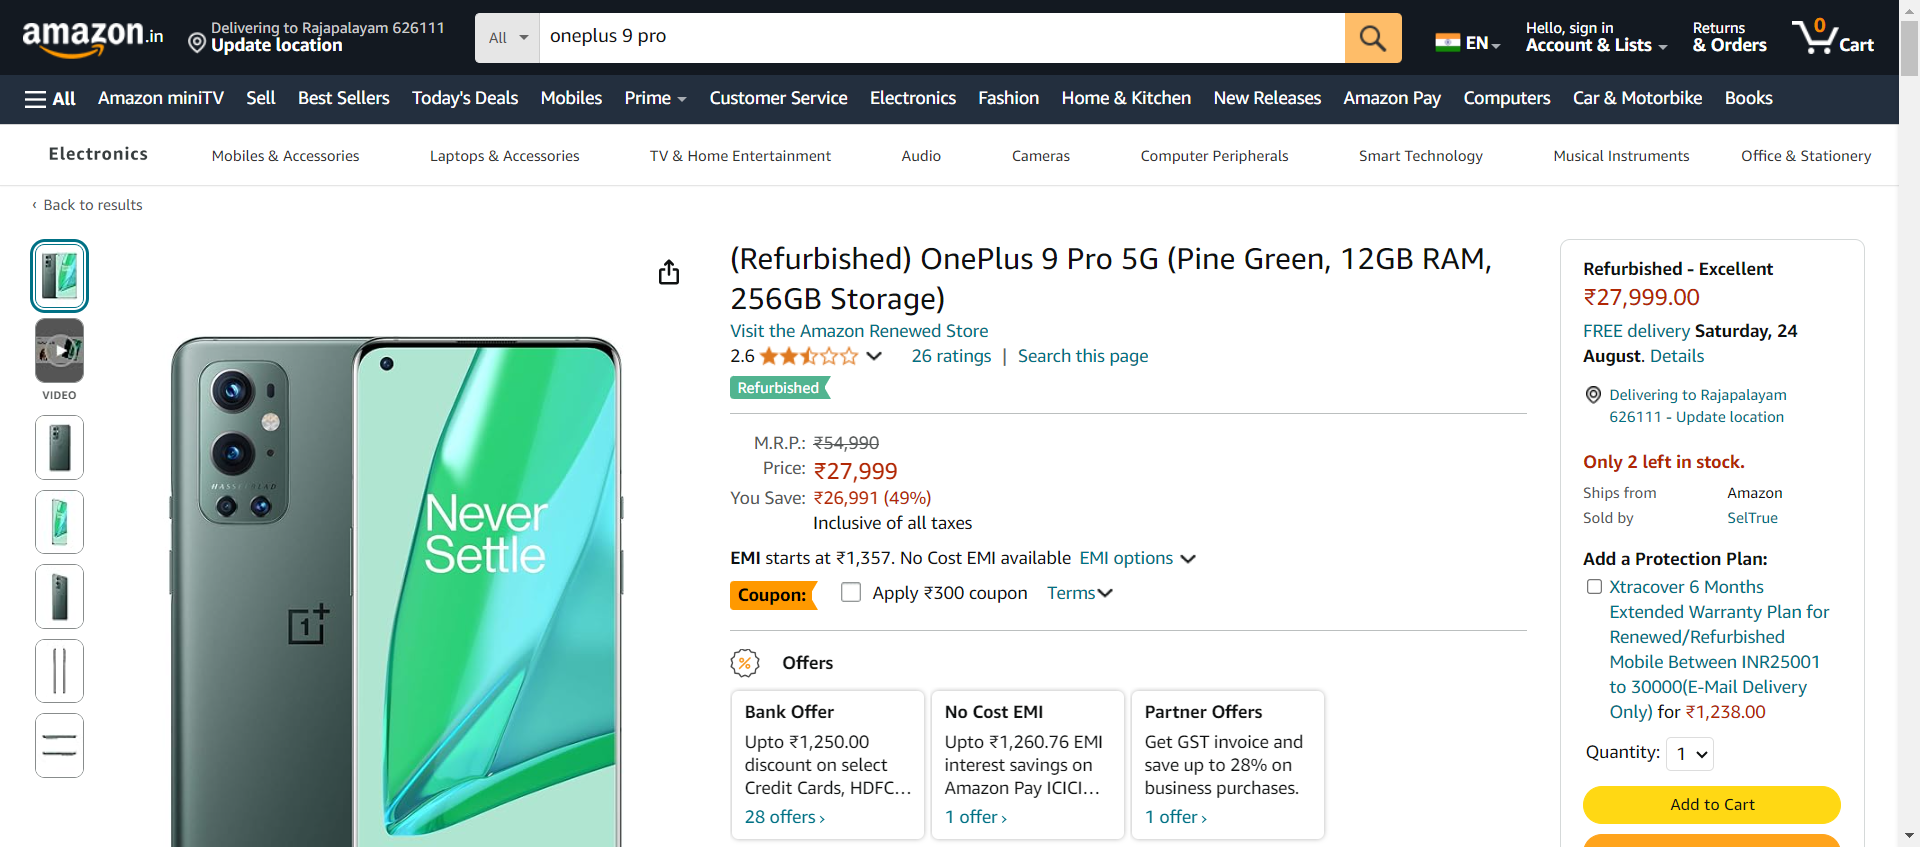 amazon.in
Delivering to Rajapalayam 626111
Update location
All
oneplus 9 pro
EN
Hello, sign in
Account & Lists
Returns
& Orders
0
Cart
All
Amazon miniTV
Sell
Best Sellers
Today's Deals
Mobiles
Prime
Customer Service
Electronics
Fashion
Home & Kitchen
New Releases
Amazon Pay
Computers
Car & Motorbike
Books
Electronics
Mobiles & Accessories
Laptops & Accessories
TV & Home Entertainment
Audio
Cameras
Computer Peripherals
Smart Technology
Musical Instruments
Office & Stationery
‹ Back to results
VIDEO
HASSELBLAD
1+
Never
Settle
(Refurbished) OnePlus 9 Pro 5G (Pine Green, 12GB RAM,
256GB Storage)
Visit the Amazon Renewed Store
2.6
26 ratings | Search this page
Refurbished
M.R.P.: ₹54,990
Price: ₹27,999
You Save: ₹26,991 (49%)
Inclusive of all taxes
EMI starts at ₹1,357. No Cost EMI available EMI options
Coupon: Apply ₹300 coupon Terms
Offers
Bank Offer
Upto ₹1,250.00
discount on select
Credit Cards, HDFC…
28 offers ›
No Cost EMI
Upto ₹1,260.76 EMI
interest savings on
Amazon Pay ICICI…
1 offer ›
Partner Offers
Get GST invoice and
save up to 28% on
business purchases.
1 offer ›
Refurbished - Excellent
₹27,999.00
FREE delivery Saturday, 24
August. Details
Delivering to Rajapalayam
626111 - Update location
Only 2 left in stock.
Ships from Amazon
Sold by SelTrue
Add a Protection Plan:
Xtracover 6 Months
Extended Warranty Plan for
Renewed/Refurbished
Mobile Between INR25001
to 30000(E-Mail Delivery
Only) for ₹1,238.00
Quantity: 1
Add to Cart